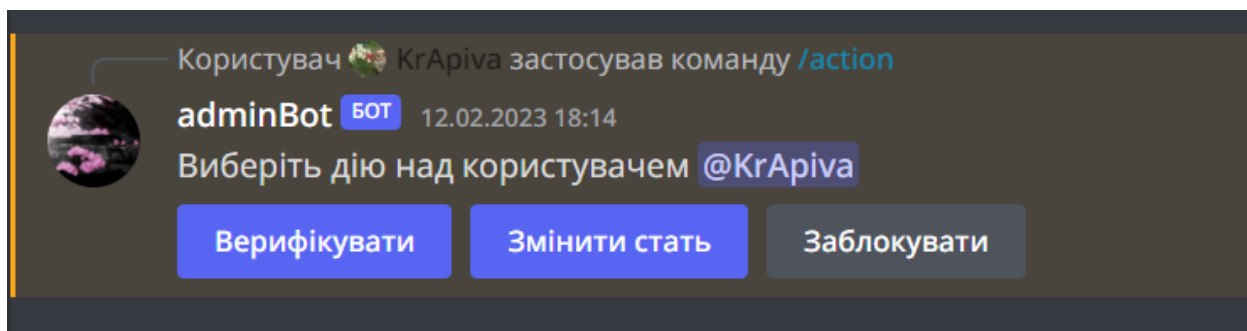 Користувач KrApiva застосував команду /action
adminBot БОТ 12.02.2023 18:14
Виберіть дію над користувачем @KrApiva
Верифікувати Змінити стать Заблокувати